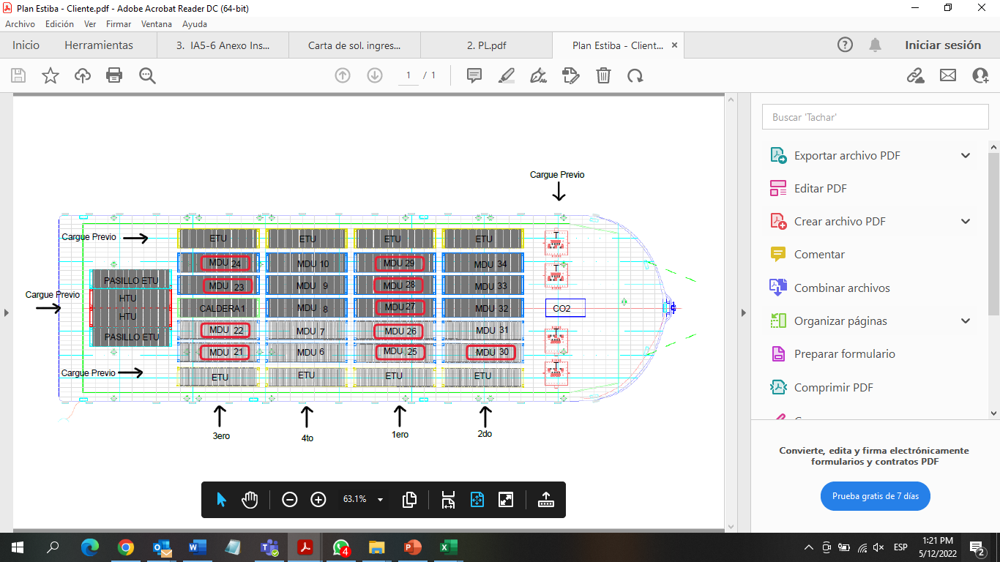 Plan Estiba - Cliente.pdf - Adobe Acrobat Reader DC (64-bit)
Archivo Edición Ver Firmar Ventana Ayuda
Inicio Herramientas 3. IA5-6 Anexo Ins... Carta de sol. ingres... 2. PL.pdf Plan Estiba - Client... Iniciar sesión
1 / 1
Buscar 'Tachar'
Exportar archivo PDF
Editar PDF
Crear archivo PDF
Comentar
Combinar archivos
Organizar páginas
Preparar formulario
Comprimir PDF
Convierte, edita y firma electrónicamente
formularios y contratos PDF
Prueba gratis de 7 días
Cargue Previo
Cargue Previo ETU ETU ETU ETU T
MDU 24 MDU 10 MDU 29 MDU 34
PASILLO ETU MDU 23 MDU 9 MDU 28 MDU 33 T
Cargue Previo HTU
CALDERA1 MDU 8 MDU 27 MDU 32 CO2
HTU
PASILLO ETU MDU 22 MDU 7 MDU 26 MDU 31 T
MDU 21 MDU 6 MDU 25 MDU 30
Cargue Previo ETU ETU ETU ETU T
3ero 4to 1ero 2do
63.1%
4
ESP
1:21 PM
5/12/2022
2